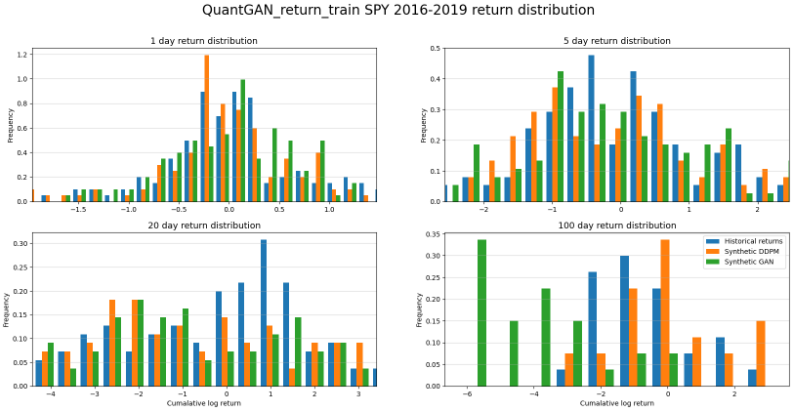 QuantGAN_return_train SPY 2016-2019 return distribution
1 day return distribution
Frequency
1.2
1.0
0.8
0.6
0.4
0.2
0.0
−1.5 −1.0 −0.5 0.0 0.5 1.0
5 day return distribution
Frequency
0.5
0.4
0.3
0.2
0.1
0.0
−2 −1 0 1 2
20 day return distribution
Frequency
0.30
0.25
0.20
0.15
0.10
0.05
0.00
−4 −3 −2 −1 0 1 2 3
Cumalative log return
100 day return distribution
Historical returns
Synthetic DDPM
Synthetic GAN
Frequency
0.35
0.30
0.25
0.20
0.15
0.10
0.05
0.00
−6 −4 −2 0 2
Cumalative log return